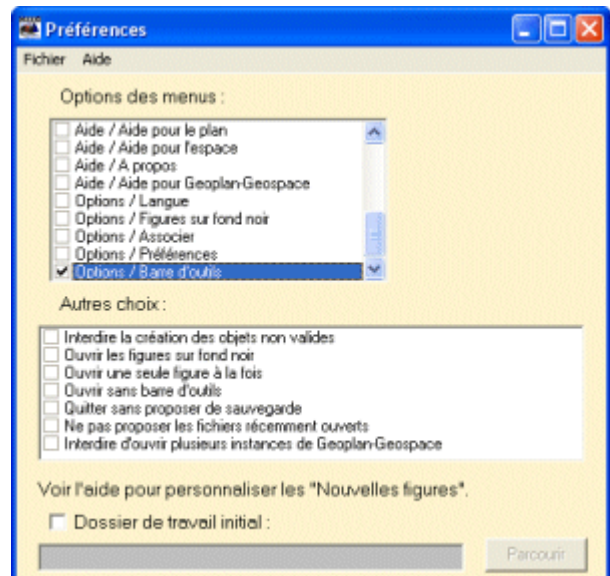 Préférences
Fichier Aide
Options des menus :
Aide / Aide pour le plan
Aide / Aide pour l'espace
Aide / A propos
Aide / Aide pour Geoplan-Geospace
Options / Langue
Options / Figures sur fond noir
Options / Associer
Options / Préférences
Options / Barre d'outils
Autres choix :
Interdire la création des objets non valides
Ouvrir les figures sur fond noir
Ouvrir une seule figure à la fois
Ouvrir sans barre d'outils
Quitter sans proposer de sauvegarde
Ne pas proposer les fichiers récemment ouverts
Interdire d'ouvrir plusieurs instances de Geoplan-Geospace
Voir l'aide pour personnaliser les "Nouvelles figures".
Dossier de travail initial :
Parcourir